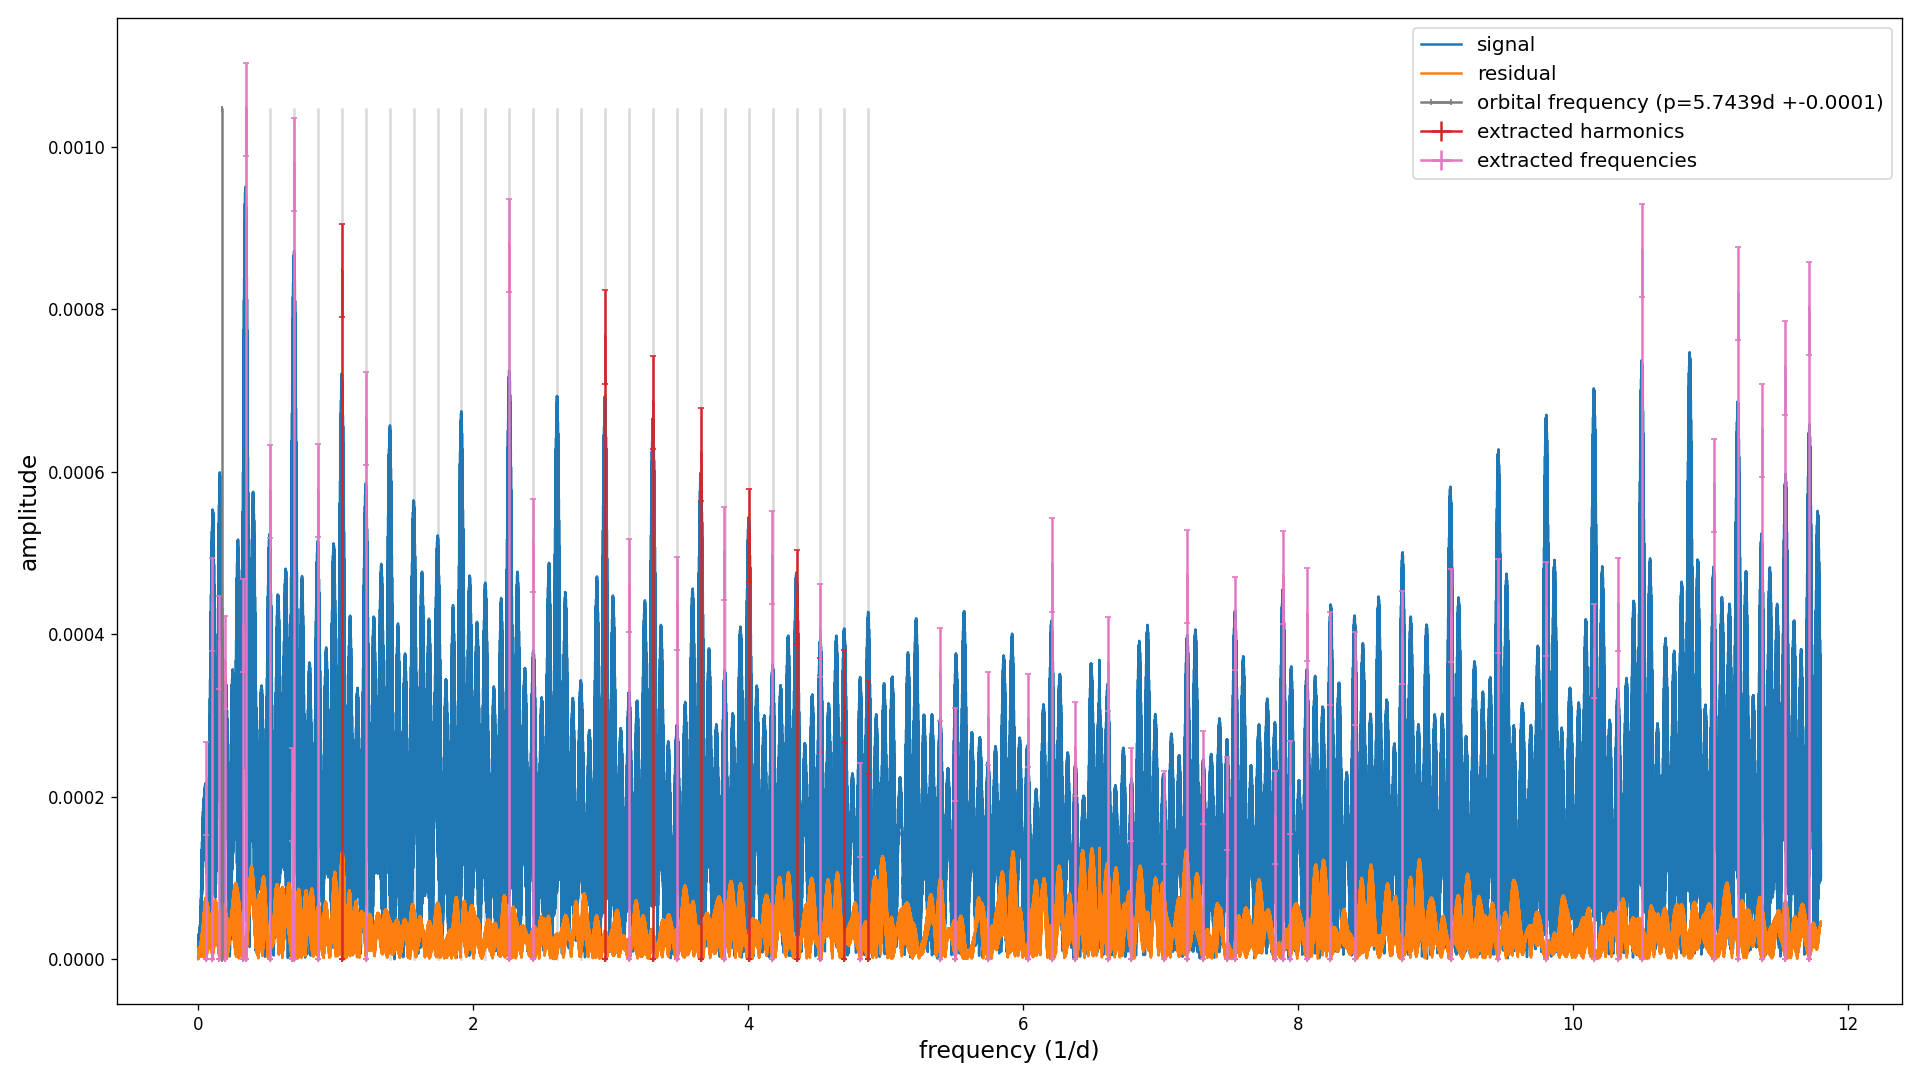 signal
residual
orbital frequency (p=5.7439d +-0.0001)
extracted harmonics
extracted frequencies
amplitude
0.0010
0.0008
0.0006
0.0004
0.0002
0.0000
0 2 4 6 8 10 12
frequency (1/d)